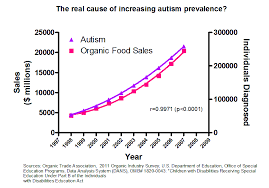 The real cause of increasing autism prevalence?
Autism
Organic Food Sales
25000
20000
15000
10000
5000
0
Sales
($ millions)
300000
200000
100000
0
Individuals Diagnosed
r=0.9971 (p<0.0001)
1997 1998 1999 2000 2001 2002 2003 2004 2005 2006 2007 2008 2009
Year
Sources: Organic Trade Association, 2011 Organic Industry Survey; U.S. Department of Education, Office of Special
Education Programs, Data Analysis System (DANS), OMB# 1820-0043: "Children with Disabilities Receiving Special
Education Under Part B of the Individuals
with Disabilities Education Act